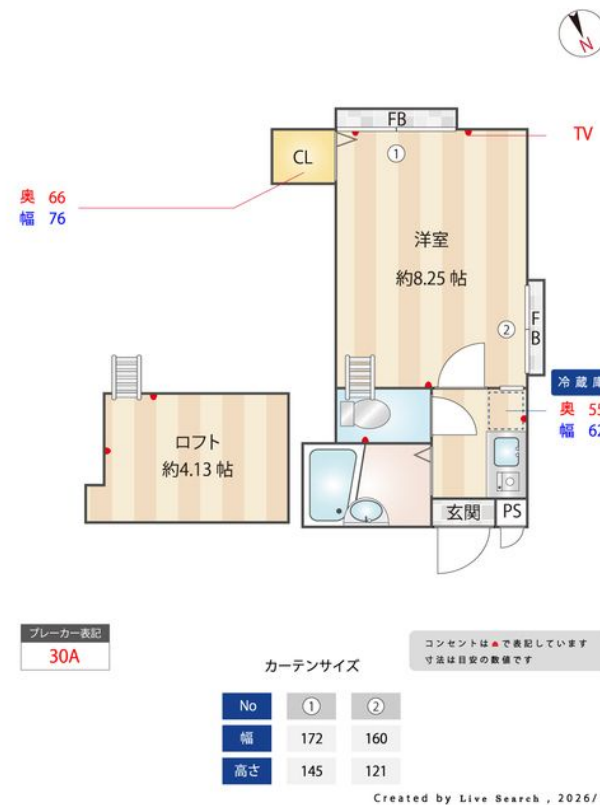 N
FB
①
TV
CL
奥 66
幅 76
洋室
約8.25 帖
②
FB
冷蔵庫
奥 55
幅 62
ロフト
約4.13 帖
玄関
PS
ブレーカー表記
30A
コンセントは で表記しています
寸法は目安の数値です
カーテンサイズ
No ① ②
幅 172 160
高さ 145 121
Created by Live Search , 2026/